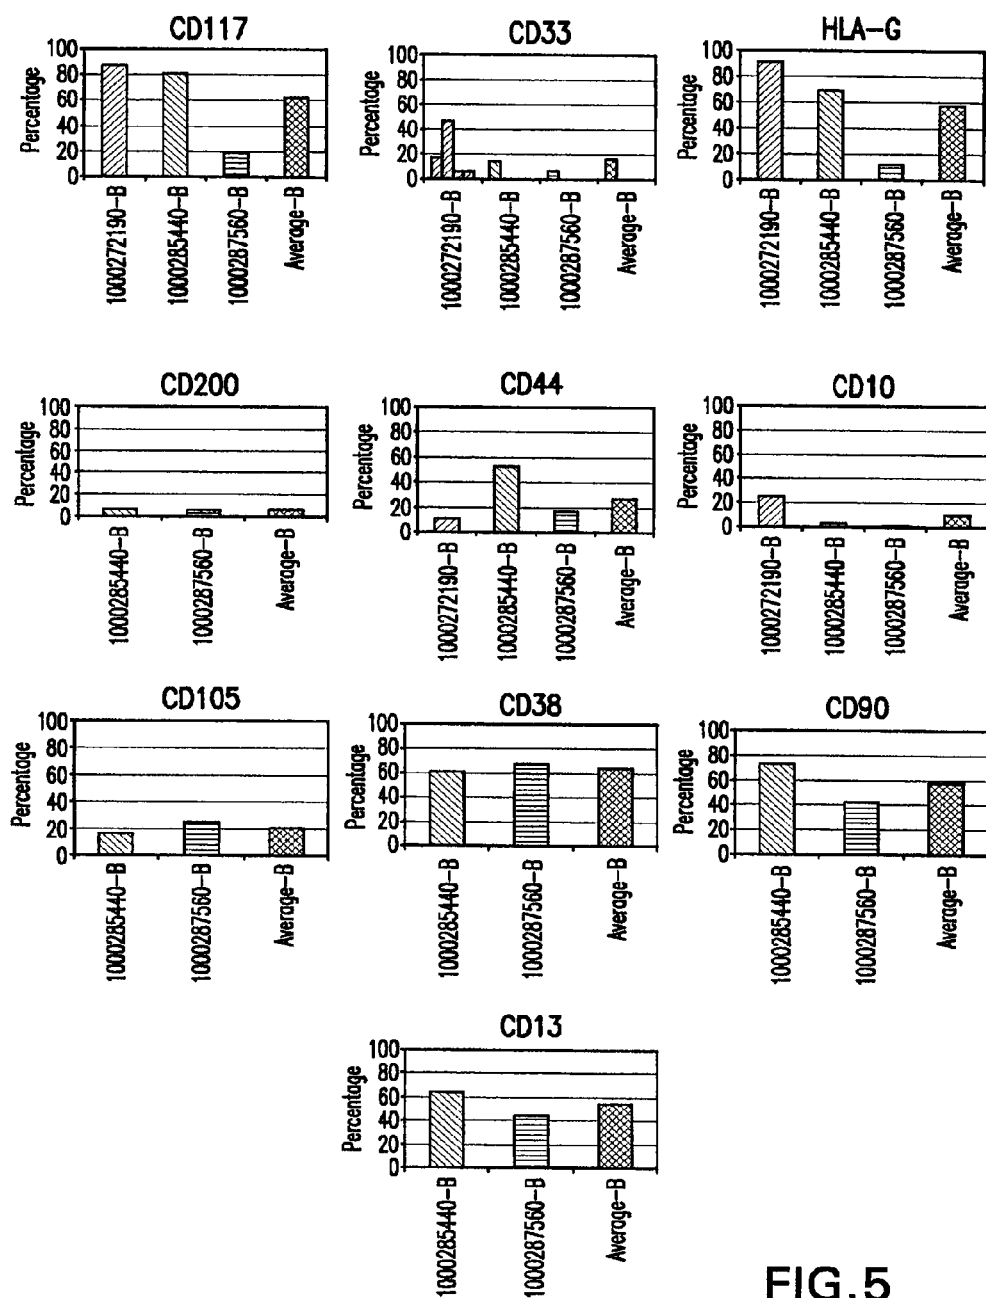 CD117
Percentage
100
80
60
40
20
0
1000272190-B
1000285440-B
1000287560-B
Average-B
CD33
Percentage
100
80
60
40
20
0
1000272190-B
1000285440-B
1000287560-B
Average-B
HLA-G
Percentage
100
80
60
40
20
0
1000272190-B
1000285440-B
1000287560-B
Average-B
CD200
Percentage
100
80
60
40
20
0
1000285440-B
1000287560-B
Average-B
CD44
Percentage
100
80
60
40
20
0
1000272190-B
1000285440-B
1000287560-B
Average-B
CD10
Percentage
100
80
60
40
20
0
1000272190-B
1000285440-B
1000287560-B
Average-B
CD105
Percentage
100
80
60
40
20
0
1000285440-B
1000287560-B
Average-B
CD38
Percentage
100
80
60
40
20
0
1000285440-B
1000287560-B
Average-B
CD90
Percentage
100
80
60
40
20
0
1000285440-B
1000287560-B
Average-B
CD13
Percentage
100
80
60
40
20
0
1000285440-B
1000287560-B
Average-B
FIG.5